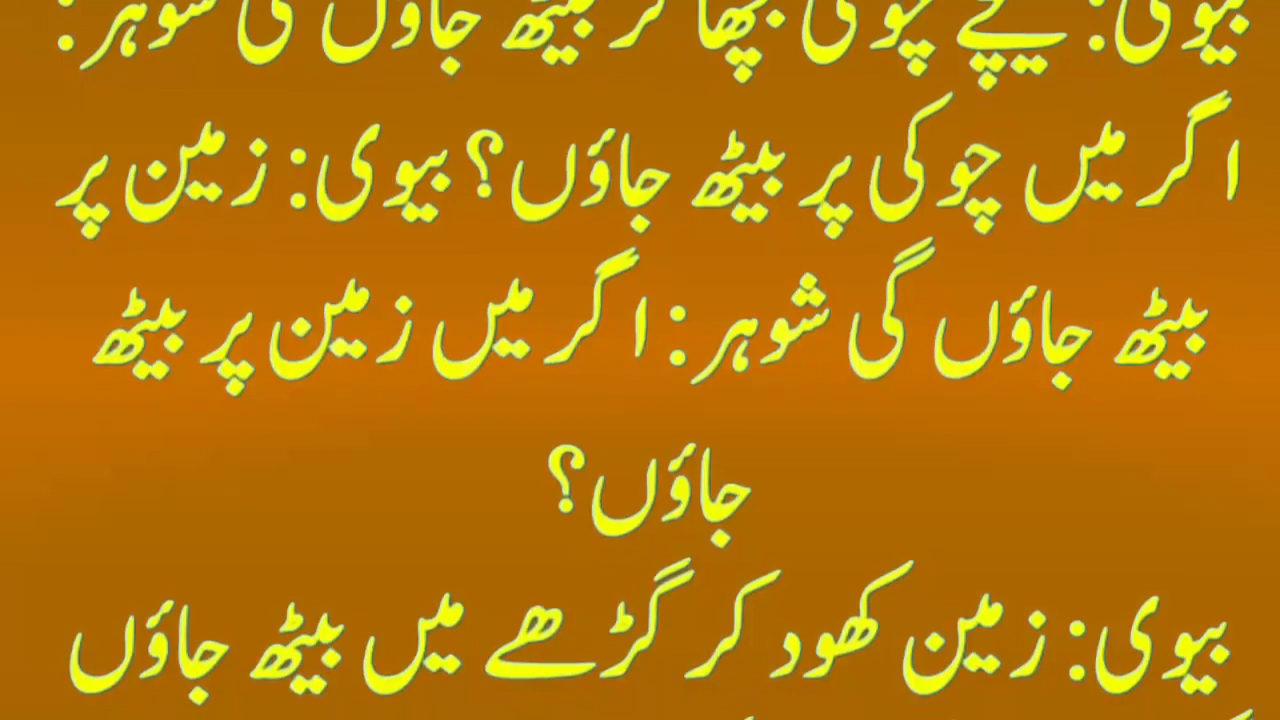 بیوی: نیچے چوکی بچھا کر بیٹھ جاؤں گی شوہر:
اگر میں چوکی پر بیٹھ جاؤں؟ بیوی: زمین پر
بیٹھ جاؤں گی شوہر: اگر میں زمین پر بیٹھ
جاؤں؟
بیوی: زمین کھود کر گڑھے میں بیٹھ جاؤں